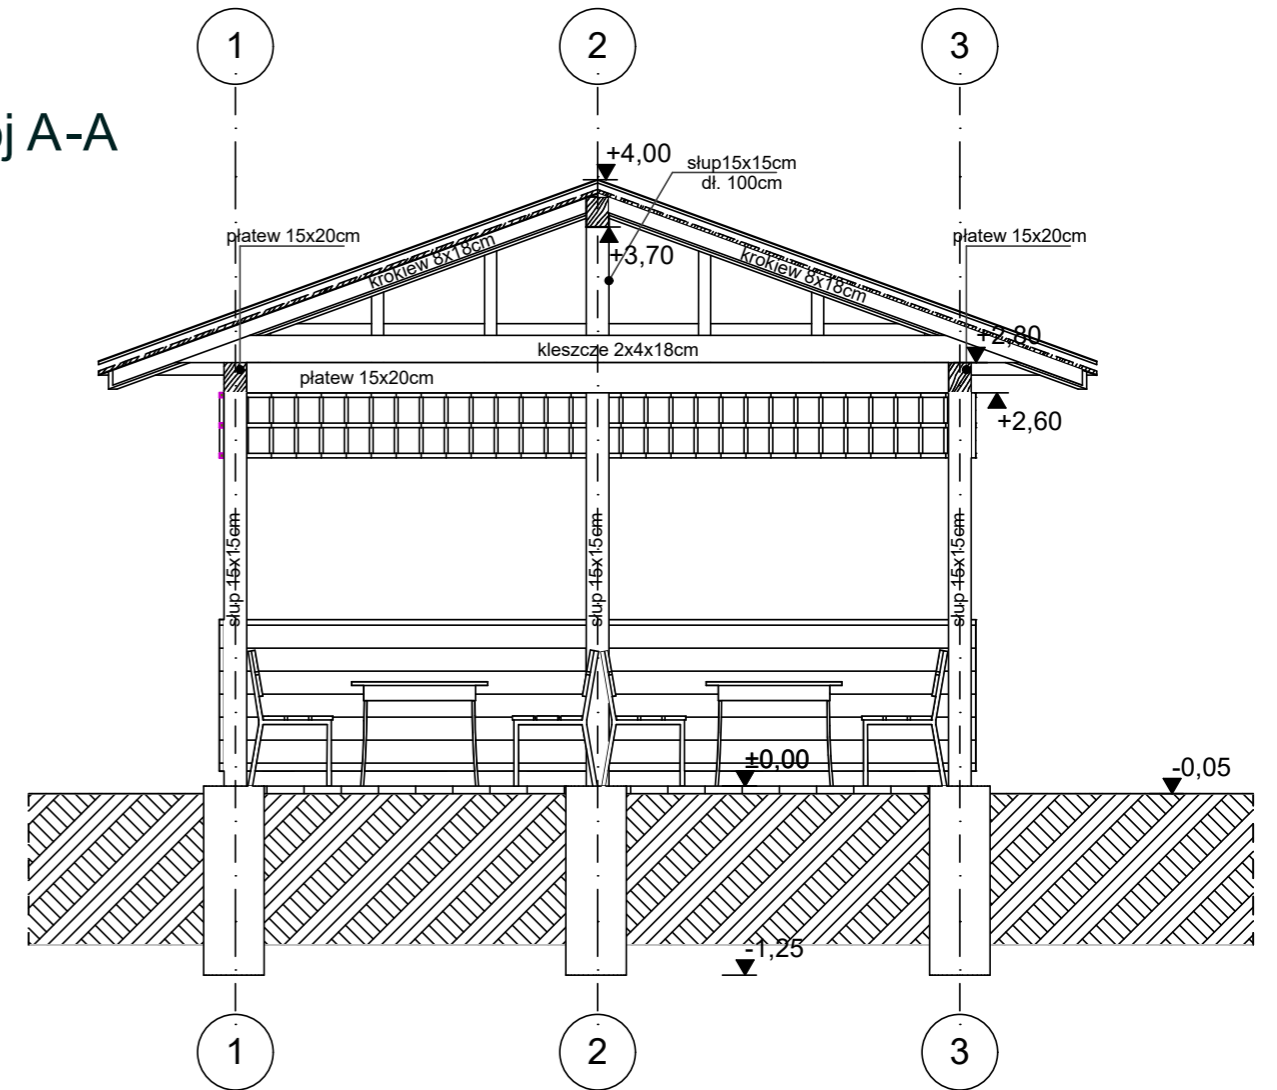 1
2
3
j A-A
+4,00
słup15x15cm
dł. 100cm
płatew 15x20cm
płatew 15x20cm
krokiew 8x18cm
+3,70
krokiew 8x18cm
+2,80
kleszcze 2x4x18cm
płatew 15x20cm
+2,60
słup 15x15cm
słup 15x15cm
słup 15x15cm
±0,00
-0,05
-1,25
1
2
3